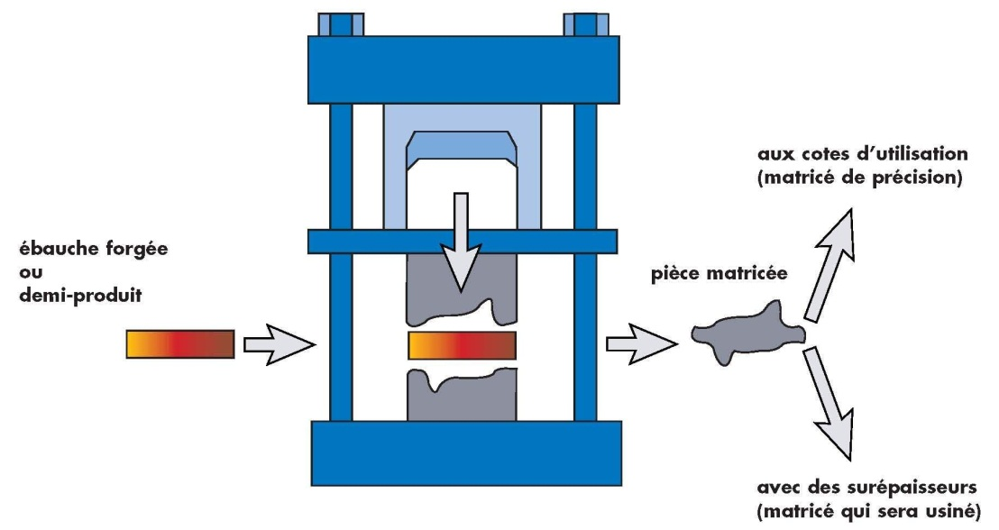 ébauche forgée
ou
demi-produit
pièce matricée
aux cotes d’utilisation
(matricé de précision)
avec des surépaisseurs
(matricé qui sera usiné)